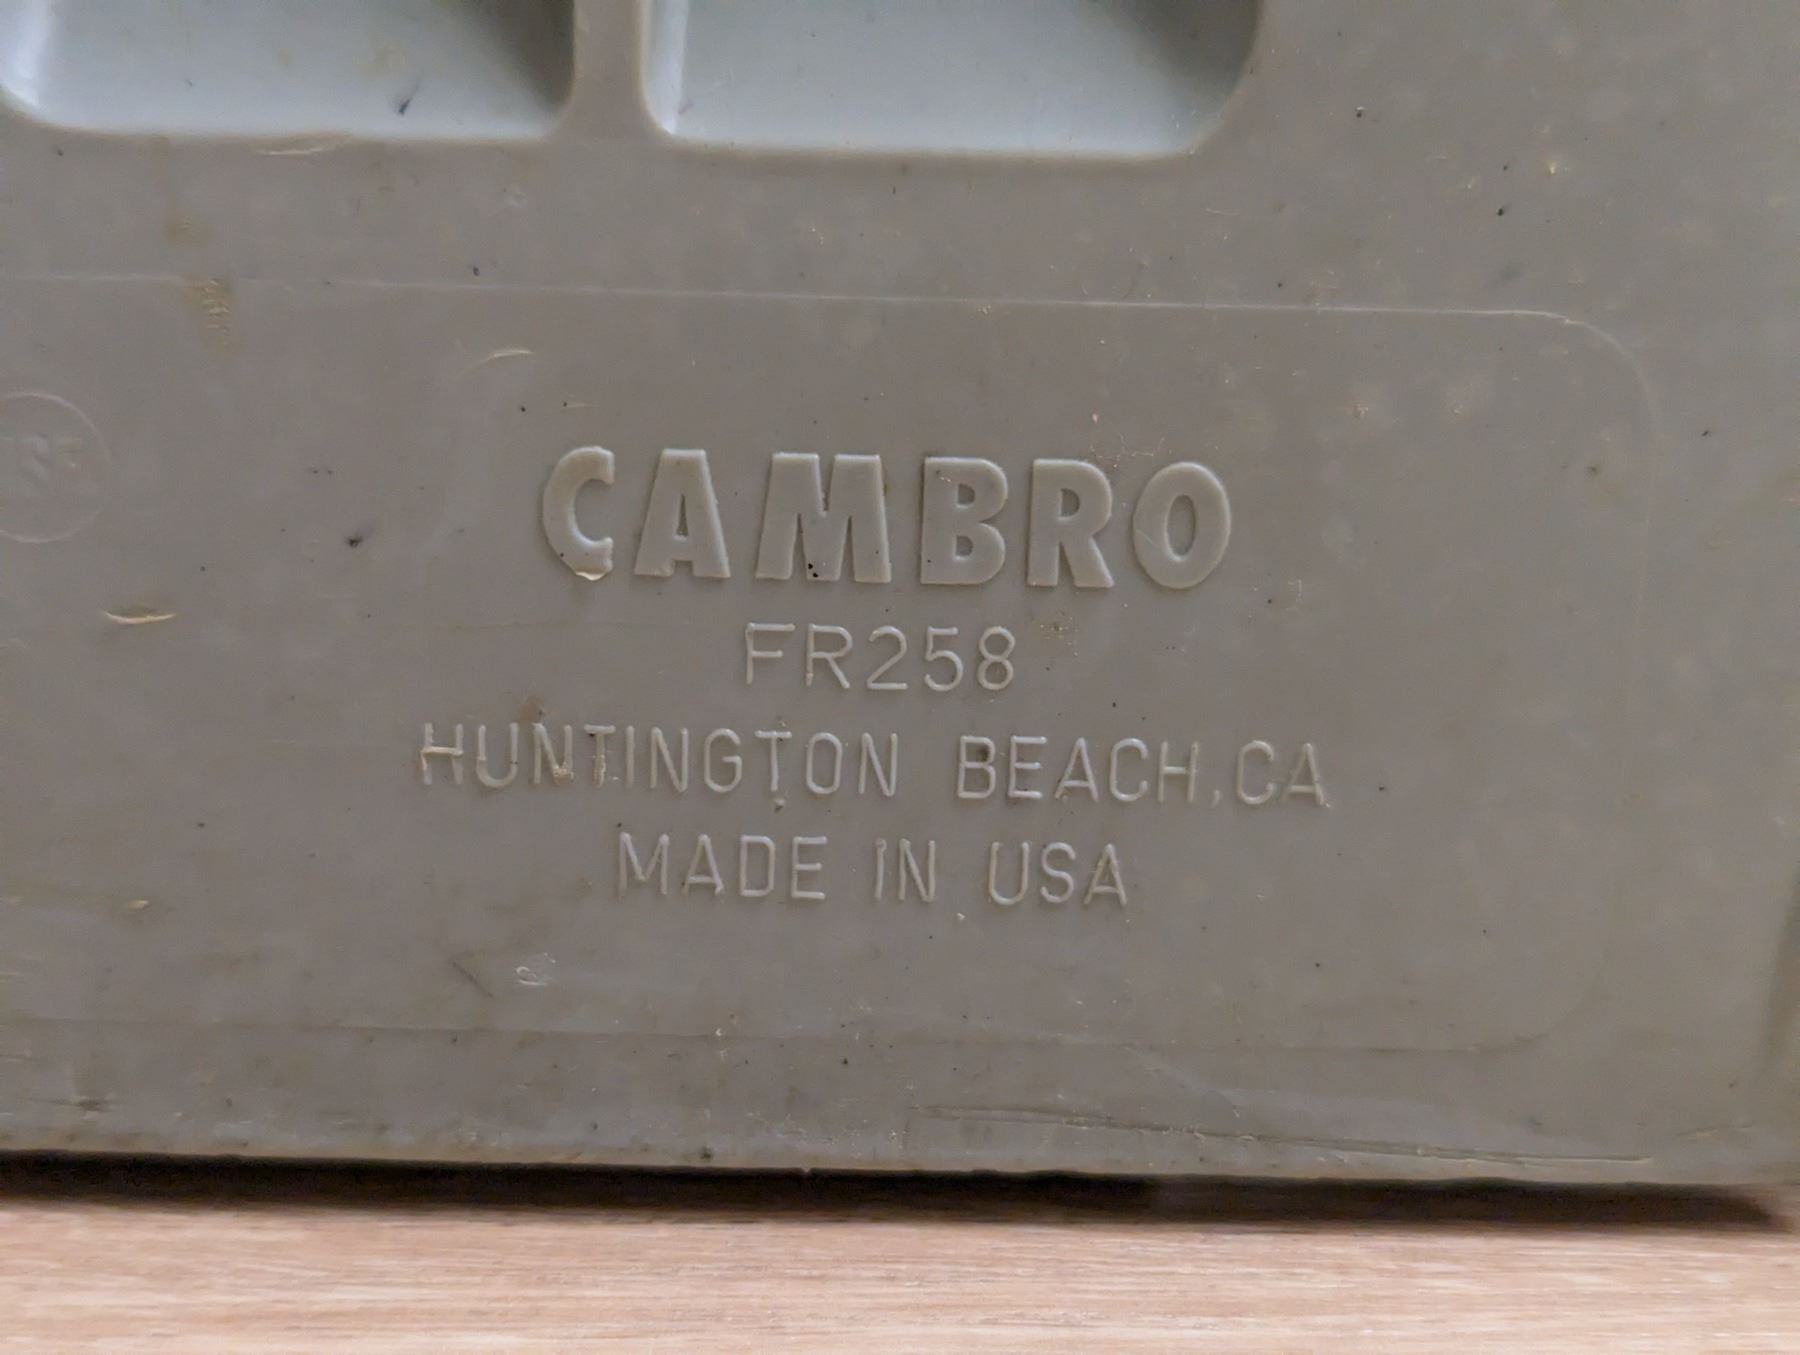 CAMBRO
FR258
HUNTINGTON BEACH, CA
MADE IN USA